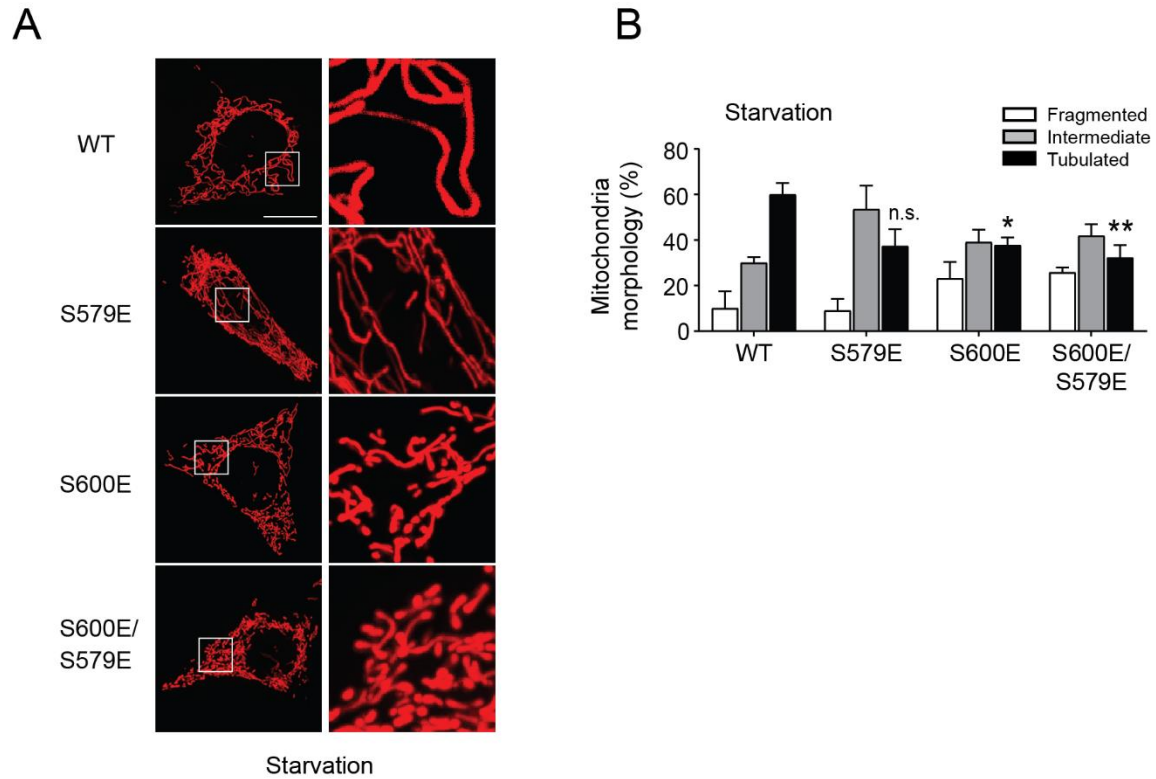 A
WT
S579E
S600E
S600E/
S579E
Starvation
B
Starvation
Fragmented
Intermediate
Tubulated
Mitochondria
morphology (%)
80
60
40
20
0
n.s.
*
**
WT
S579E
S600E
S600E/
S579E